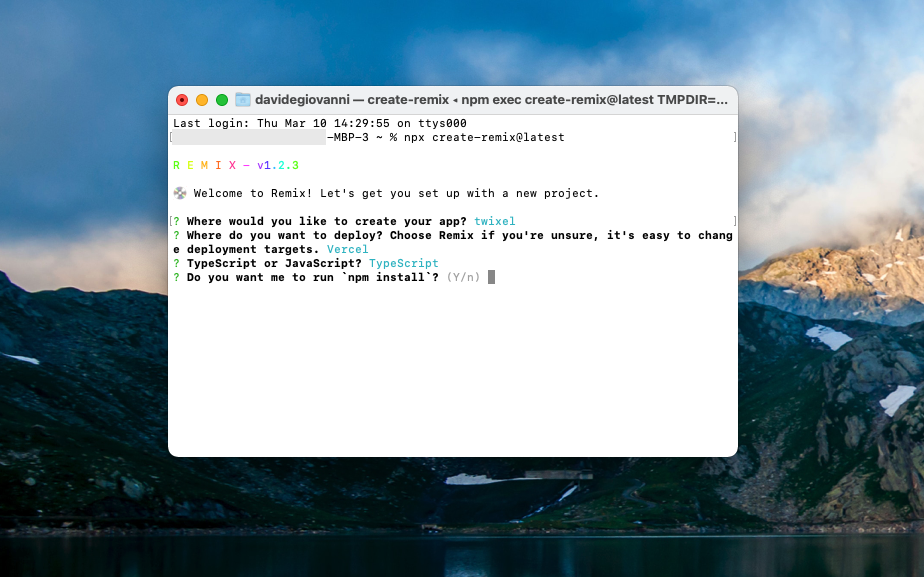 davidegiovanni — create-remix ◂ npm exec create-remix@latest TMPDIR=...
Last login: Thu Mar 10 14:29:55 on ttys000
[-MBP-3 ~ % npx create-remix@latest ]
R E M I X - v1.2.3
💿 Welcome to Remix! Let's get you set up with a new project.
[? Where would you like to create your app? twixel ]
? Where do you want to deploy? Choose Remix if you're unsure, it's easy to chang
e deployment targets. Vercel
? TypeScript or JavaScript? TypeScript
? Do you want me to run `npm install`? (Y/n)